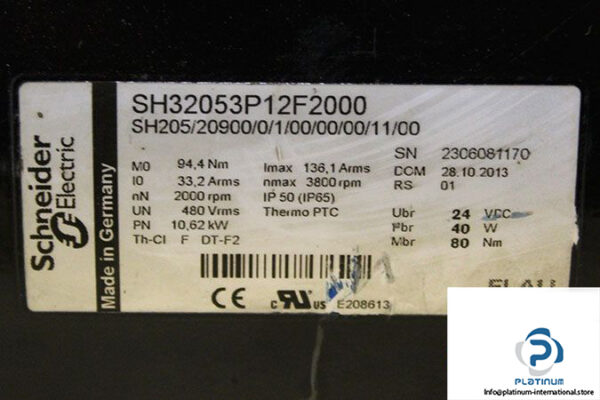 Schneider Electric
Made in Germany
SH32053P12F2000
SH205/20900/0/1/00/00/00/11/00
SN 2306081170
M0 94,4 Nm Imax 136,1 Arms DOM 28.10.2013
I0 33,2 Arms nmax 3800 rpm RS 01
nN 2000 rpm IP 50 (IP65)
UN 480 Vrms Thermo PTC Ubr 24 VDC
PN 10,62 kW Pbr 40 W
Th-Cl F DT-F2 Mbr 80 Nm
CE c RU us E208613
ELAU
PLATINUM
Info@platinum-international.store